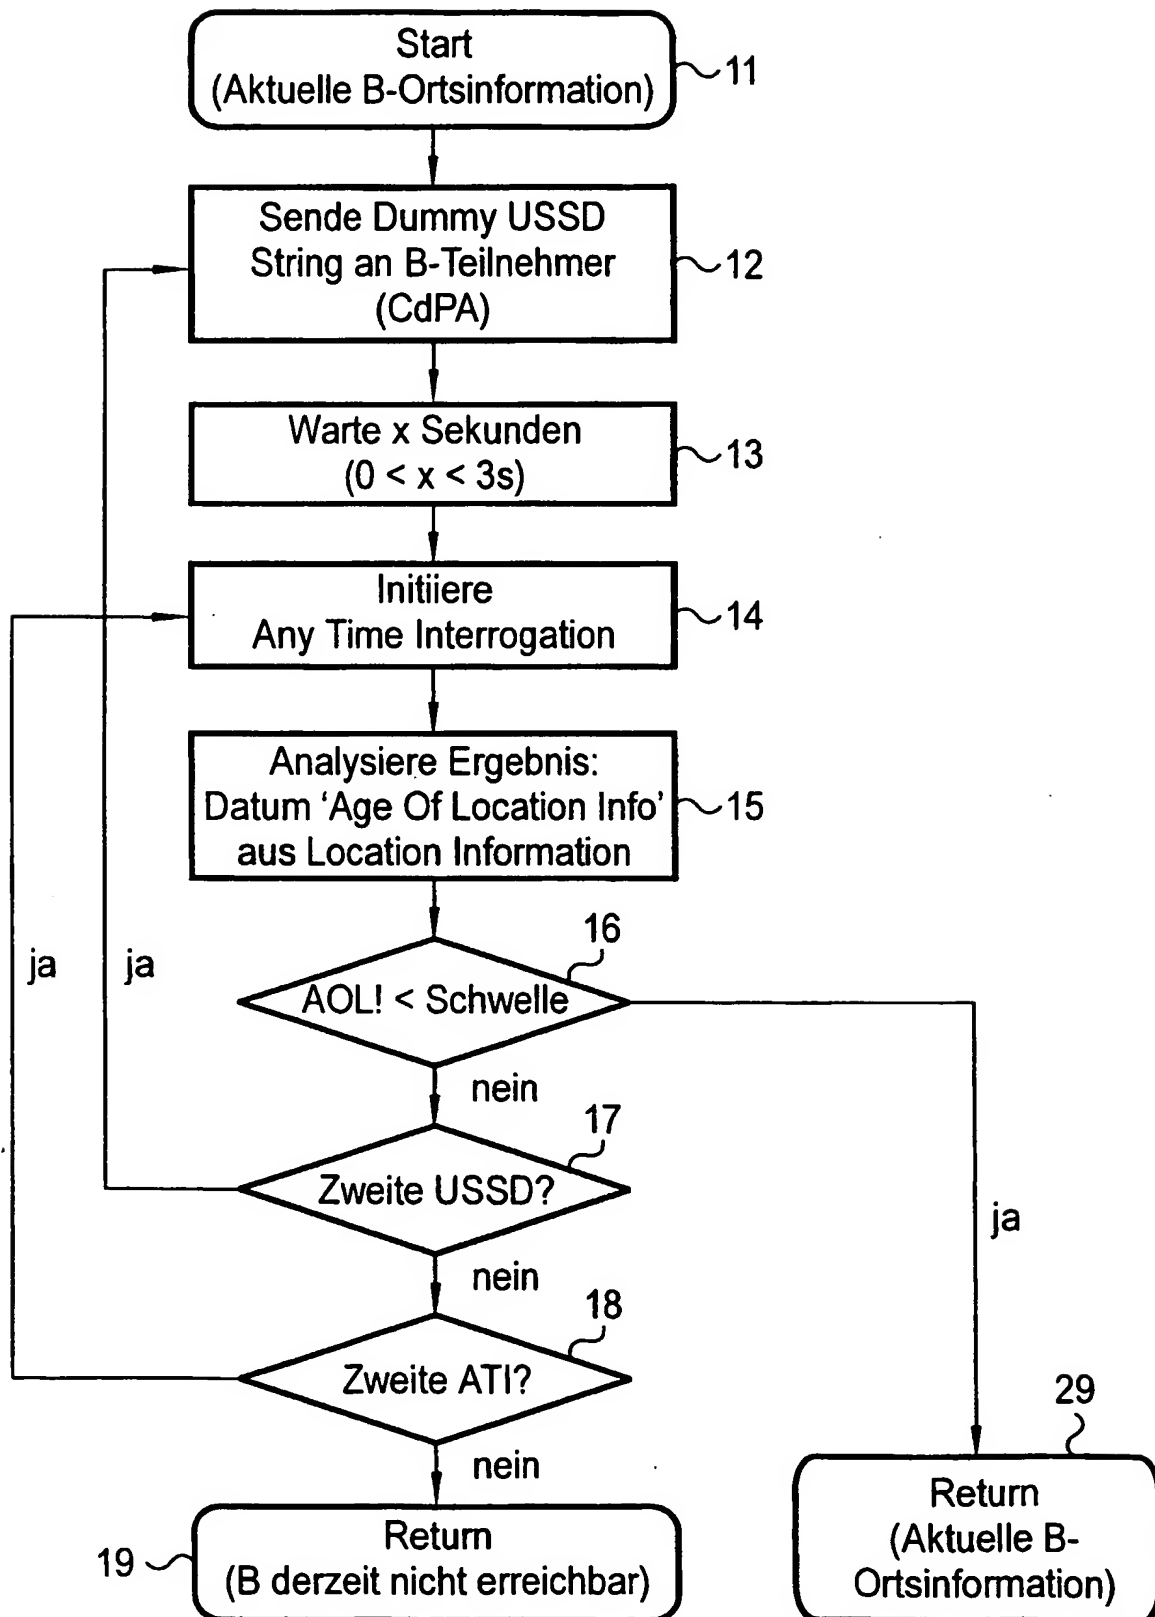 Start
(Aktuelle B-Ortsinformation)
11
Sende Dummy USSD
String an B-Teilnehmer
(CdPA)
12
Warte x Sekunden
(0 < x < 3s)
13
Initiiere
Any Time Interrogation
14
Analysiere Ergebnis:
Datum ‘Age Of Location Info’
aus Location Information
15
16
ja
ja
AOL! < Schwelle
nein
17
Zweite USSD?
ja
nein
18
Zweite ATI?
29
nein
Return
(Aktuelle B-
Ortsinformation)
19
Return
(B derzeit nicht erreichbar)